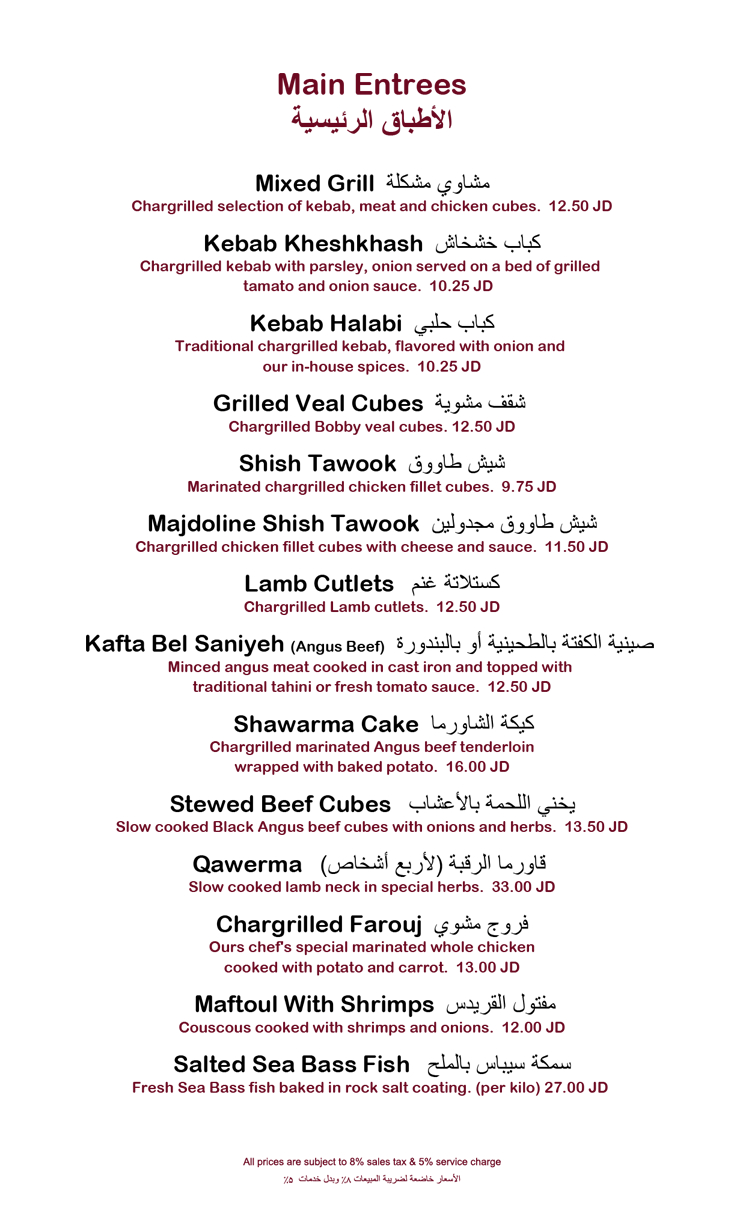 Main Entrees
الأطباق الرئيسية
Mixed Grill مشاوي مشكلة
Chargrilled selection of kebab, meat and chicken cubes. 12.50 JD
Kebab Kheshkhash كباب خشخاش
Chargrilled kebab with parsley, onion served on a bed of grilled
tamato and onion sauce. 10.25 JD
Kebab Halabi كباب حلبي
Traditional chargrilled kebab, flavored with onion and
our in-house spices. 10.25 JD
Grilled Veal Cubes شقف مشوية
Chargrilled Bobby veal cubes. 12.50 JD
Shish Tawook شيش طاووق
Marinated chargrilled chicken fillet cubes. 9.75 JD
Majdoline Shish Tawook شيش طاووق مجدولين
Chargrilled chicken fillet cubes with cheese and sauce. 11.50 JD
Lamb Cutlets كستلاتة غنم
Chargrilled Lamb cutlets. 12.50 JD
Kafta Bel Saniyeh (Angus Beef) صينية الكفتة بالطحينية أو بالبندورة
Minced angus meat cooked in cast iron and topped with
traditional tahini or fresh tomato sauce. 12.50 JD
Shawarma Cake كيكة الشاورما
Chargrilled marinated Angus beef tenderloin
wrapped with baked potato. 16.00 JD
Stewed Beef Cubes يخني اللحمة بالأعشاب
Slow cooked Black Angus beef cubes with onions and herbs. 13.50 JD
Qawerma قاورما الرقبة (لأربع أشخاص)
Slow cooked lamb neck in special herbs. 33.00 JD
Chargrilled Farouj فروج مشوي
Ours chef's special marinated whole chicken
cooked with potato and carrot. 13.00 JD
Maftoul With Shrimps مفتول القريدس
Couscous cooked with shrimps and onions. 12.00 JD
Salted Sea Bass Fish سمكة سيباس بالملح
Fresh Sea Bass fish baked in rock salt coating. (per kilo) 27.00 JD
All prices are subject to 8% sales tax & 5% service charge
الأسعار خاضعة لضريبة المبيعات ٨٪ وبدل خدمات ٥٪